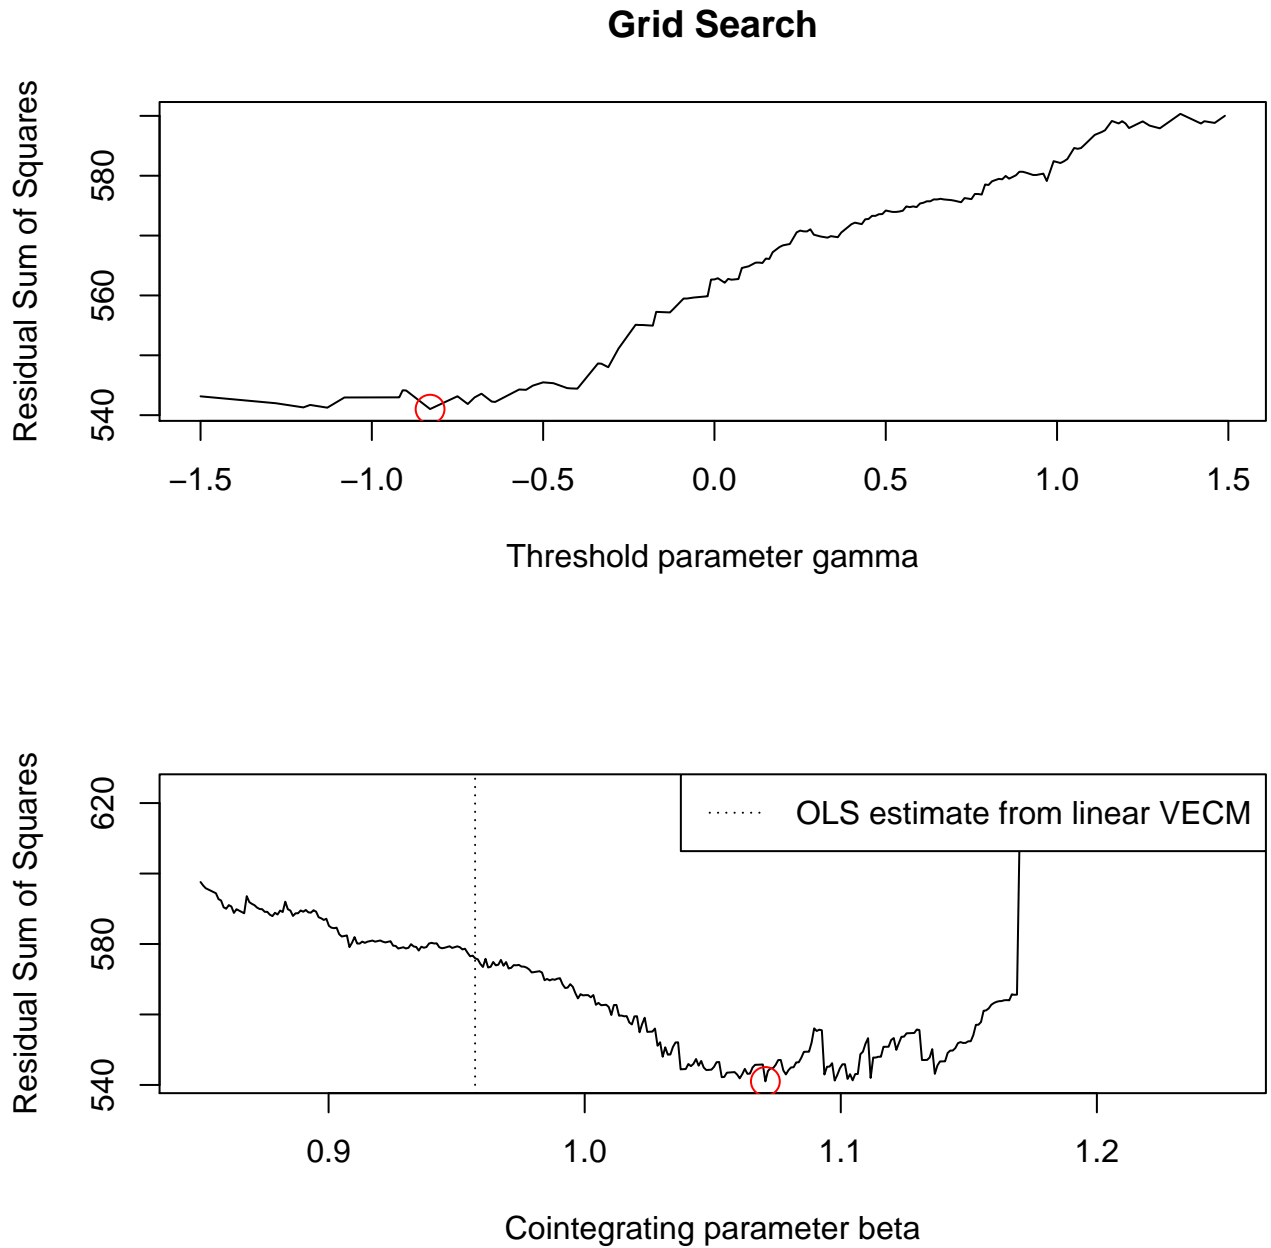 Grid Search
Residual Sum of Squares
580
560
540
−1.5 −1.0 −0.5 0.0 0.5 1.0 1.5
Threshold parameter gamma
Residual Sum of Squares
620
580
540
OLS estimate from linear VECM
0.9 1.0 1.1 1.2
Cointegrating parameter beta